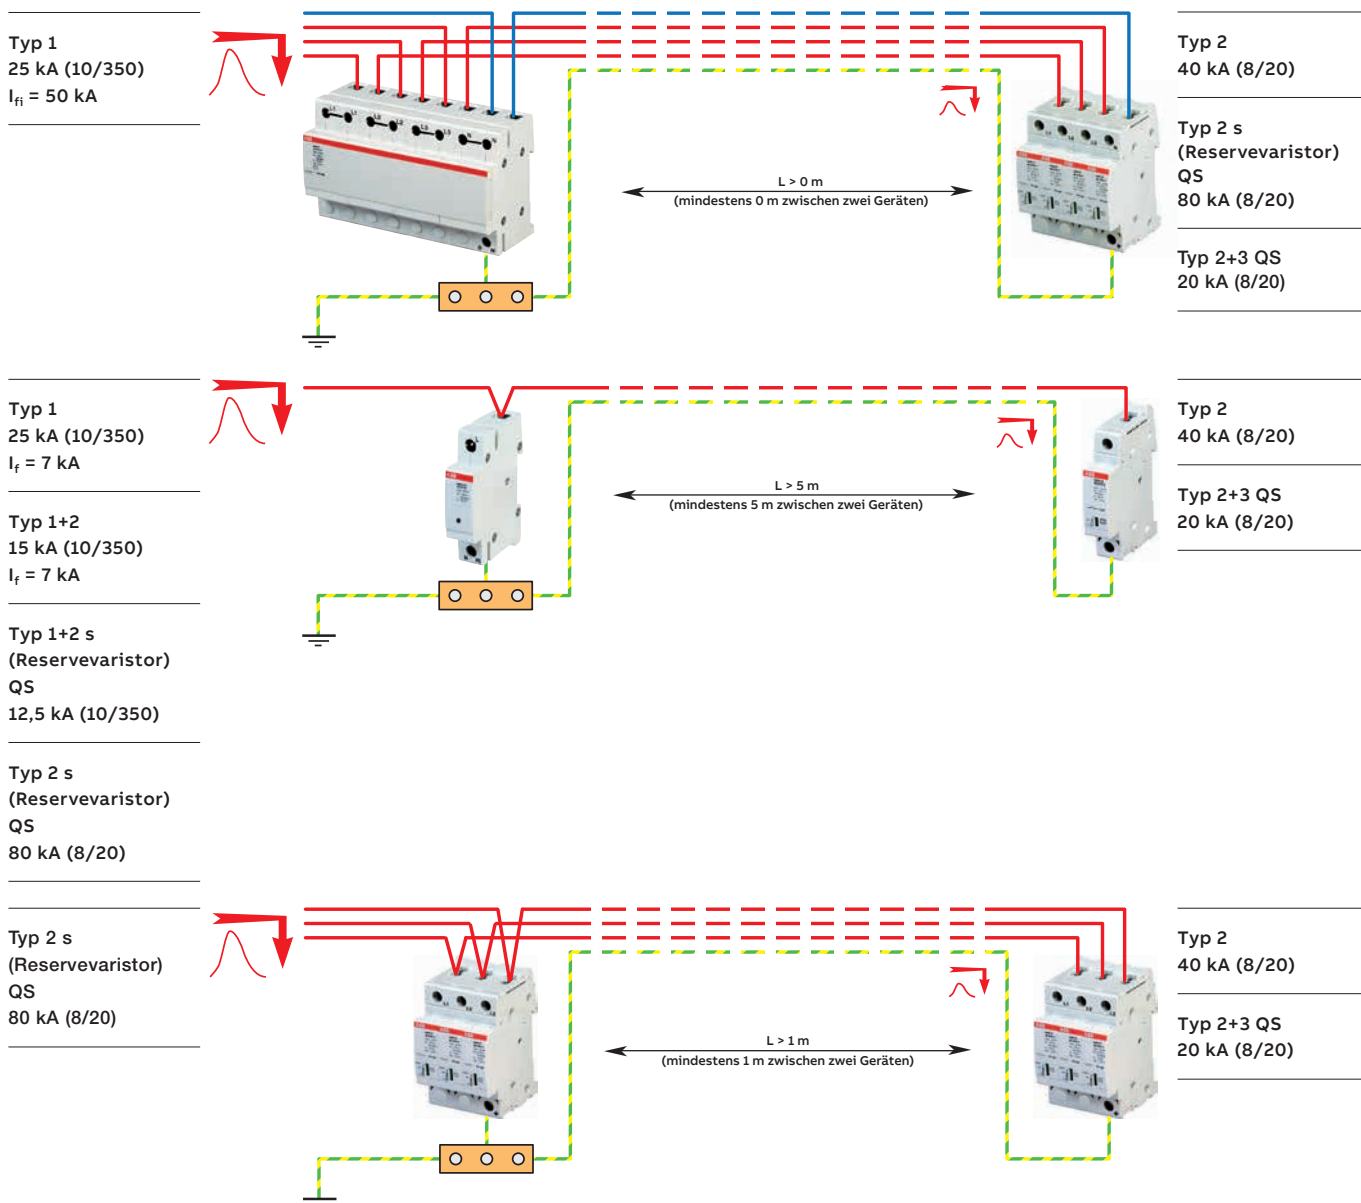 Typ 1
25 kA (10/350)
Ifi = 50 kA
L > 0 m
(mindestens 0 m zwischen zwei Geräten)
Typ 2
40 kA (8/20)
Typ 2 s
(Reservevaristor)
QS
80 kA (8/20)
Typ 2+3 QS
20 kA (8/20)
Typ 1
25 kA (10/350)
If = 7 kA
Typ 1+2
15 kA (10/350)
If = 7 kA
Typ 1+2 s
(Reservevaristor)
QS
12,5 kA (10/350)
Typ 2 s
(Reservevaristor)
QS
80 kA (8/20)
L > 5 m
(mindestens 5 m zwischen zwei Geräten)
Typ 2
40 kA (8/20)
Typ 2+3 QS
20 kA (8/20)
Typ 2 s
(Reservevaristor)
QS
80 kA (8/20)
L > 1 m
(mindestens 1 m zwischen zwei Geräten)
Typ 2
40 kA (8/20)
Typ 2+3 QS
20 kA (8/20)